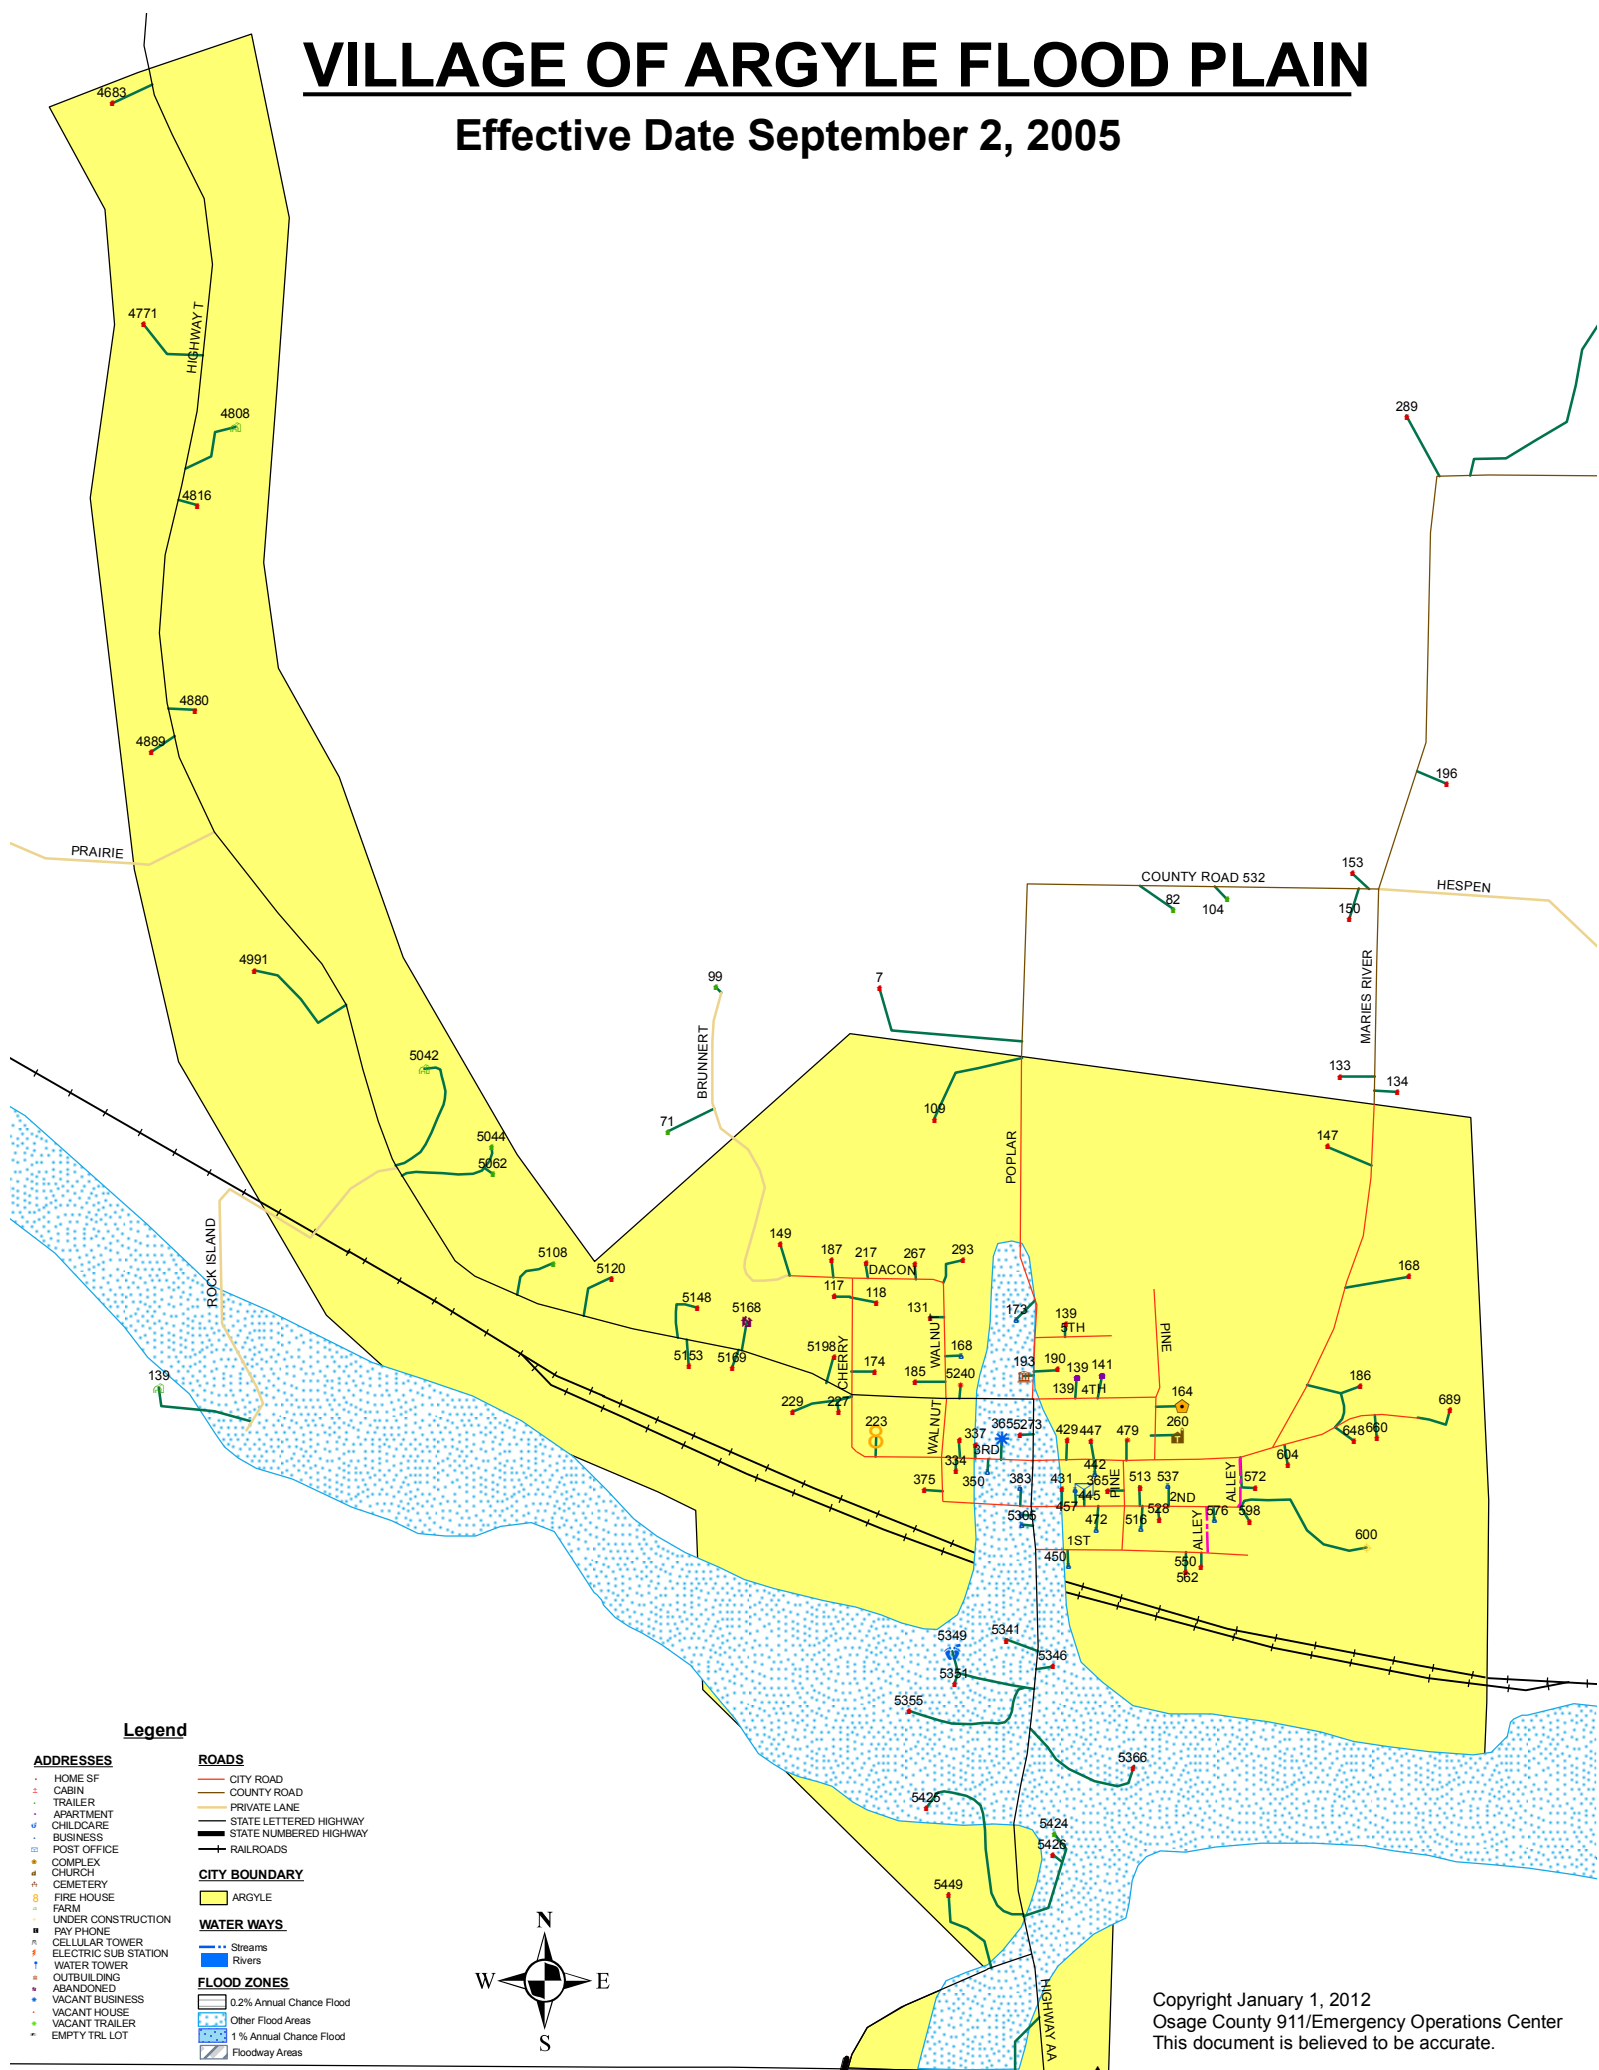 VILLAGE OF ARGYLE FLOOD PLAIN
Effective Date September 2, 2005
4683
4771
HIGHWAY T
4808
289
4816
4880
4889
196
PRAIRIE
153
COUNTY ROAD 532
HESPEN
82
104
150
4991
99
7
MARIES RIVER
BRUNNERT
5042
133
134
109
71
5044
147
POPLAR
5062
ROCK ISLAND
149
187
217
267
293
DACON
5108
5120
168
117
118
5148
5168
131
173
139
5TH
WALNUT
PINE
5198
CHERRY
168
5153
5169
174
185
5240
193
190
139
141
139
4TH
139
186
164
689
229
227
223
WALNUT
337
365
5273
429
447
479
260
648
660
3RD
334
350
442
604
375
383
431
365
PINE
513
537
ALLEY
572
445
2ND
457
5305
472
516
528
576
598
ALLEY
600
1ST
450
550
562
5349
5341
5346
5351
5355
5366
5425
5424
5426
5449
HIGHWAY AA
Legend
ADDRESSES
HOME SF
CABIN
TRAILER
APARTMENT
CHILDCARE
BUSINESS
POST OFFICE
COMPLEX
CHURCH
CEMETERY
FIRE HOUSE
FARM
UNDER CONSTRUCTION
PAY PHONE
CELLULAR TOWER
ELECTRIC SUB STATION
WATER TOWER
OUTBUILDING
ABANDONED
VACANT BUSINESS
VACANT HOUSE
VACANT TRAILER
EMPTY TRL LOT
ROADS
CITY ROAD
COUNTY ROAD
PRIVATE LANE
STATE LETTERED HIGHWAY
STATE NUMBERED HIGHWAY
RAILROADS
CITY BOUNDARY
ARGYLE
WATER WAYS
Streams
Rivers
FLOOD ZONES
0.2% Annual Chance Flood
Other Flood Areas
1 % Annual Chance Flood
Floodway Areas
N
W
E
S
Copyright January 1, 2012
Osage County 911/Emergency Operations Center
This document is believed to be accurate.